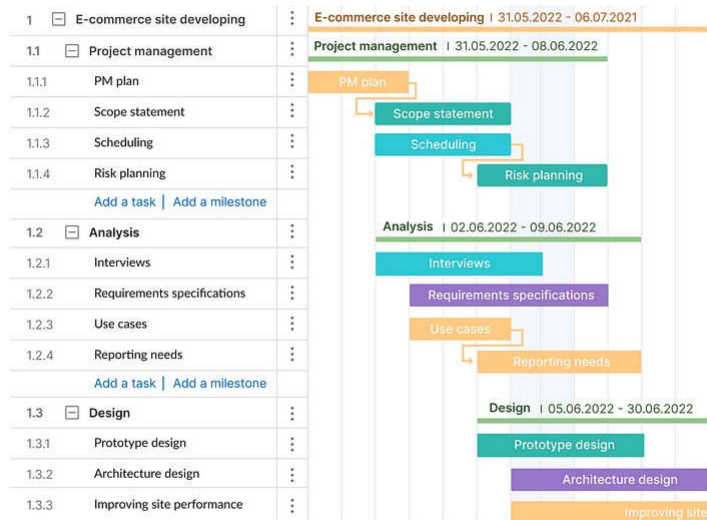 1 E-commerce site developing E-commerce site developing | 31.05.2022 - 06.07.2021
1.1 Project management Project management | 31.05.2022 - 08.06.2022
1.1.1 PM plan PM plan
1.1.2 Scope statement Scope statement
1.1.3 Scheduling Scheduling
1.1.4 Risk planning Risk planning
Add a task | Add a milestone
1.2 Analysis Analysis | 02.06.2022 - 09.06.2022
1.2.1 Interviews Interviews
1.2.2 Requirements specifications Requirements specifications
1.2.3 Use cases Use cases
1.2.4 Reporting needs Reporting needs
Add a task | Add a milestone
1.3 Design Design | 05.06.2022 - 30.06.2022
1.3.1 Prototype design Prototype design
1.3.2 Architecture design Architecture design
1.3.3 Improving site performance Improving site